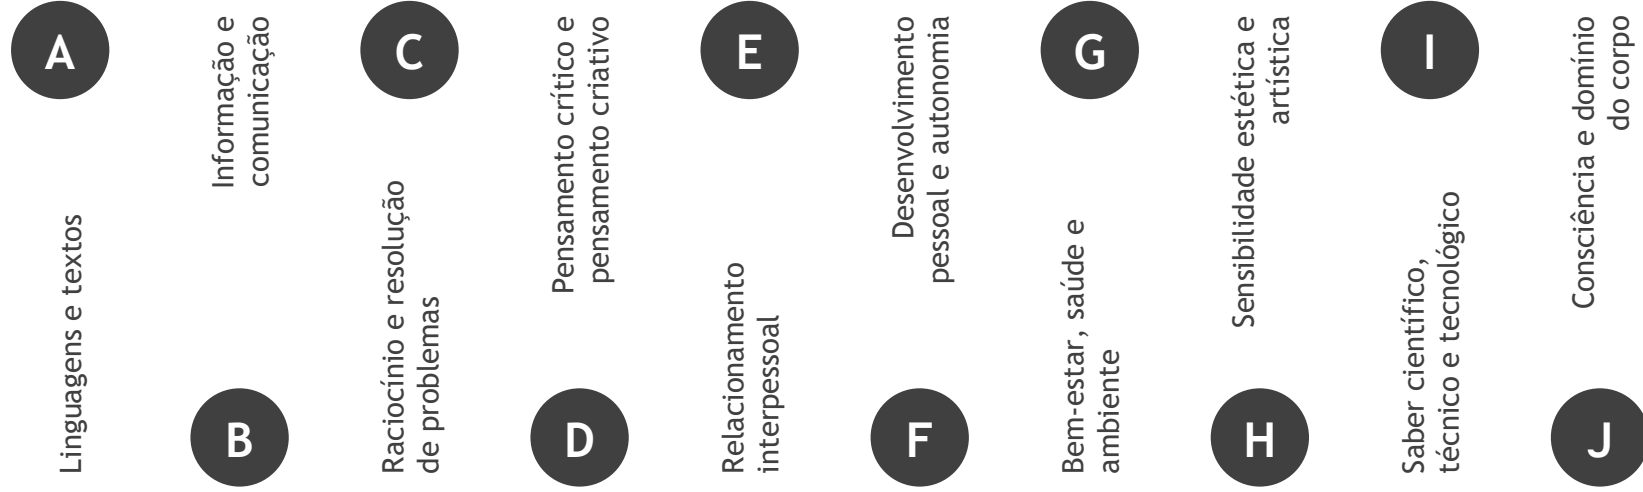 A
Linguagens e textos
Informação e
comunicação
B
C
Raciocínio e resolução
de problemas
Pensamento crítico e
pensamento criativo
D
E
Relacionamento
interpessoal
Desenvolvimento
pessoal e autonomia
F
G
Bem-estar, saúde e
ambiente
Sensibilidade estética e
artística
H
I
Saber científico,
técnico e tecnológico
Consciência e domínio
do corpo
J